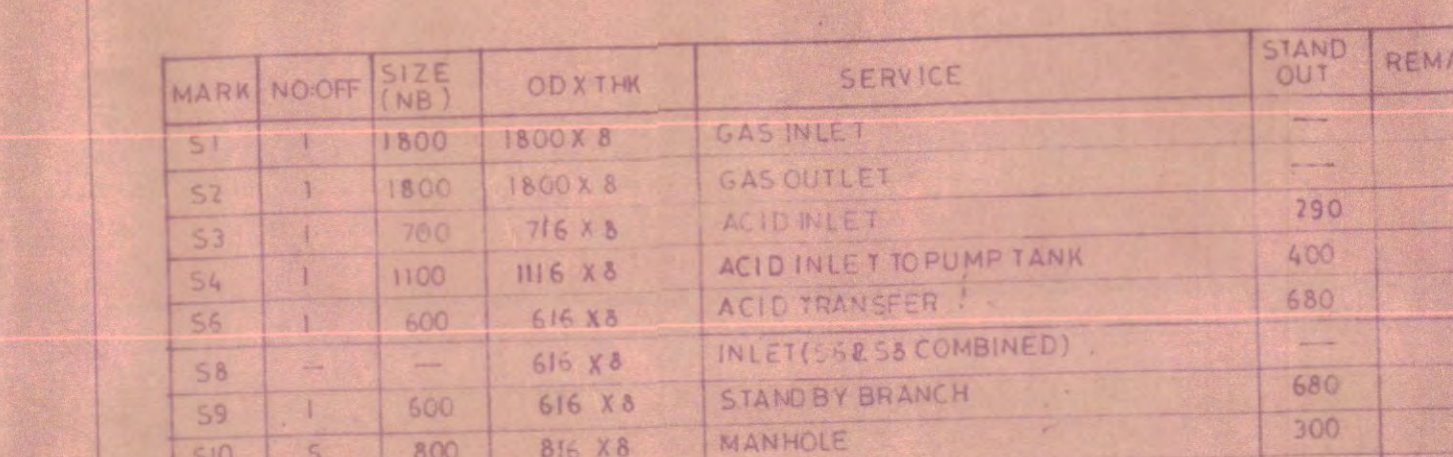 MARK NO:OFF SIZE (NB) OD X THK SERVICE STAND OUT REMA
S1 1 1800 1800 X 8 GAS INLET —
S2 1 1800 1800 X 8 GAS OUTLET —
S3 1 700 716 X 8 ACID INLET 290
S4 1 1100 1116 X 8 ACID INLET TO PUMP TANK 400
S6 1 600 616 X 8 ACID TRANSFER 680
S8 — — 616 X 8 INLET (S6 & S8 COMBINED) —
S9 1 600 616 X 8 STAND BY BRANCH 680
S10 5 800 816 X 8 MANHOLE 300